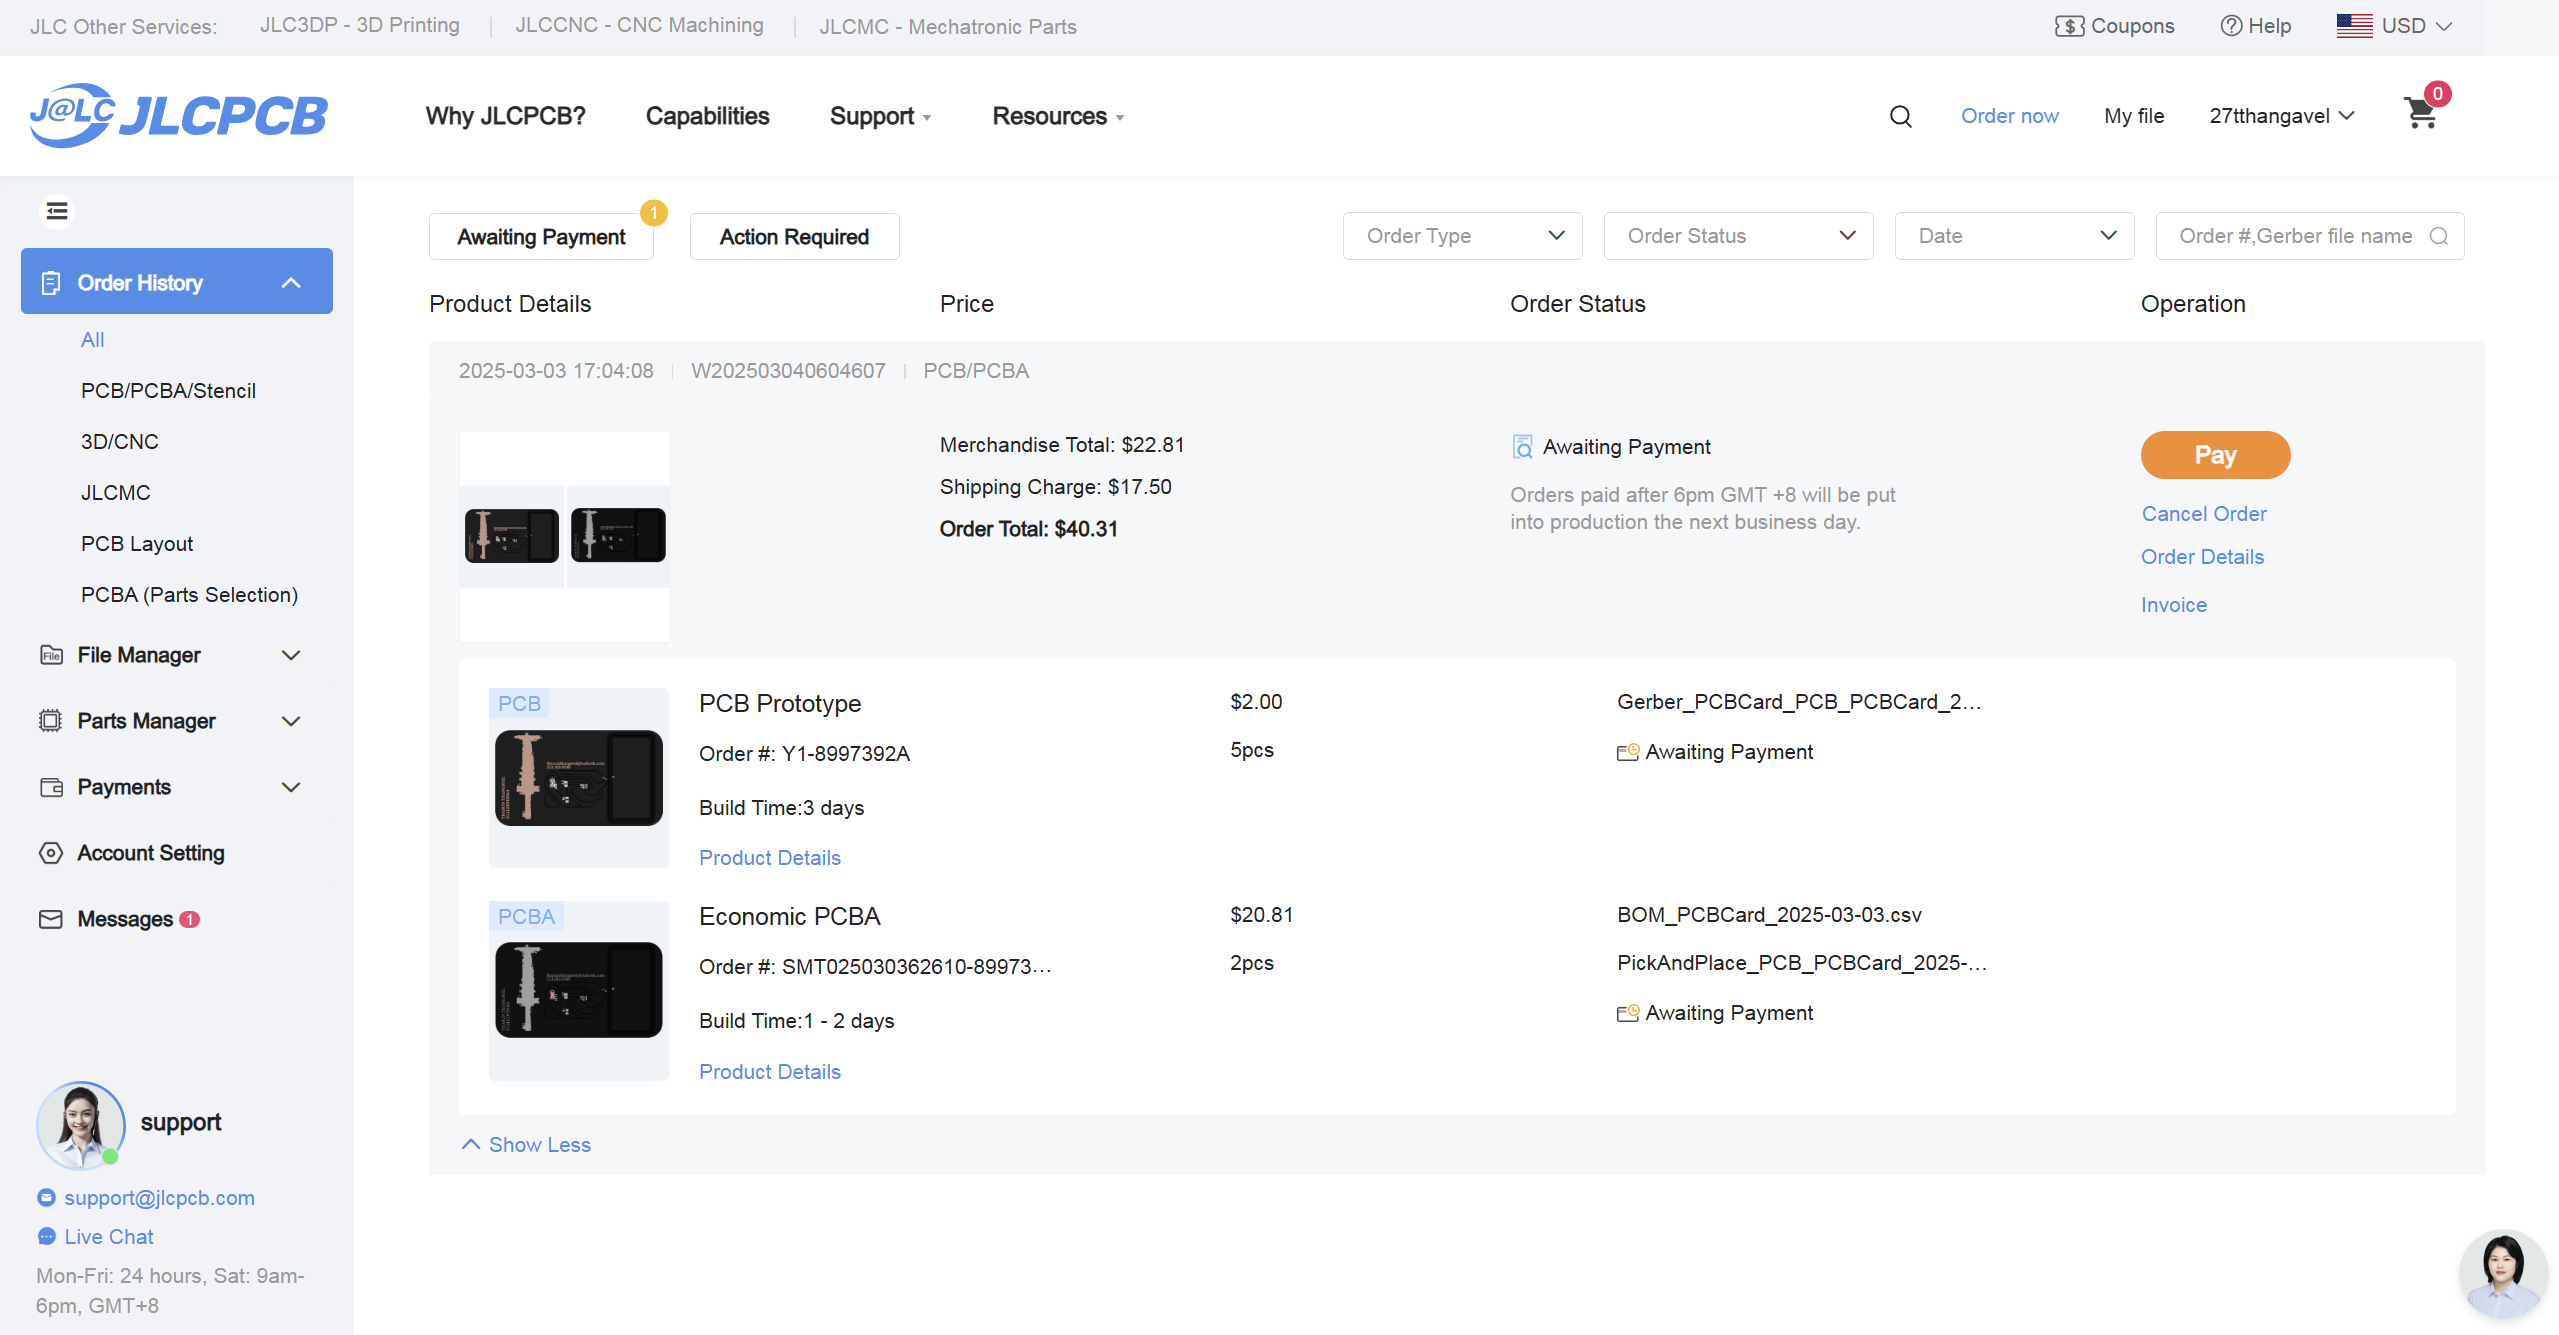 JLC Other Services:
JLC3DP - 3D Printing
JLCCNC - CNC Machining
JLCMC - Mechatronic Parts
Coupons
Help
USD
J@LC JLCPCB
Why JLCPCB?
Capabilities
Support
Resources
Order now
My file
27tthangavel
0
Order History
All
PCB/PCBA/Stencil
3D/CNC
JLCMC
PCB Layout
PCBA (Parts Selection)
File
File Manager
Parts Manager
Payments
Account Setting
Messages 1
support
support@jlcpcb.com
Live Chat
Mon-Fri: 24 hours, Sat: 9am-
6pm, GMT+8
Awaiting Payment
1
Action Required
Order Type
Order Status
Date
Order #,Gerber file name
Product Details
Price
Order Status
Operation
2025-03-03 17:04:08
W202503040604607
PCB/PCBA
Merchandise Total: $22.81
Shipping Charge: $17.50
Order Total: $40.31
Awaiting Payment
Orders paid after 6pm GMT +8 will be put
into production the next business day.
Pay
Cancel Order
Order Details
Invoice
PCB
PCB Prototype
Order #: Y1-8997392A
Build Time:3 days
Product Details
$2.00
5pcs
Gerber_PCBCard_PCB_PCBCard_2...
Awaiting Payment
PCBA
Economic PCBA
Order #: SMT025030362610-89973...
Build Time:1 - 2 days
Product Details
$20.81
2pcs
BOM_PCBCard_2025-03-03.csv
PickAndPlace_PCB_PCBCard_2025-...
Awaiting Payment
Show Less